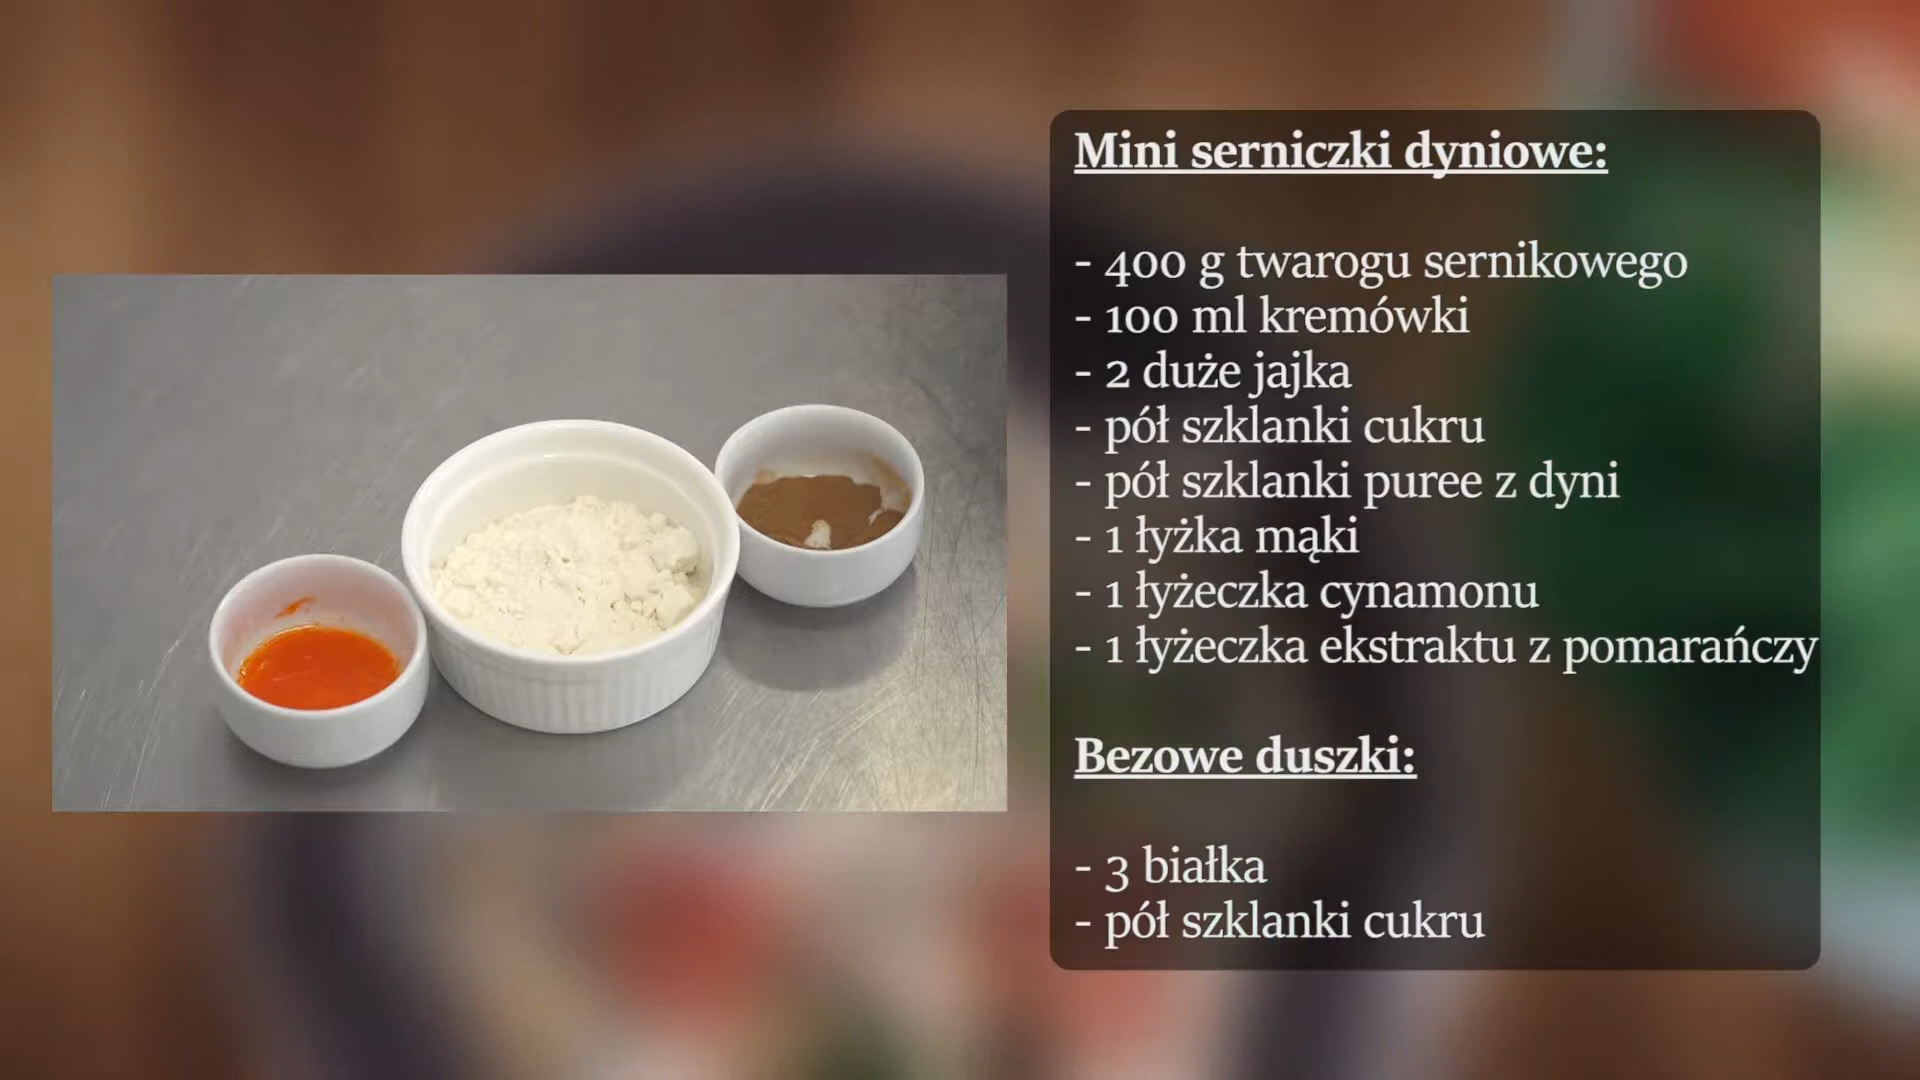 Mini serniczki dyniowe:
- 400 g twarogu sernikowego
- 100 ml kremówki
- 2 duże jajka
- pół szklanki cukru
- pół szklanki puree z dyni
- 1 łyżka mąki
- 1 łyżeczka cynamonu
- 1 łyżeczka ekstraktu z pomarańczy
Bezowe duszki:
- 3 białka
- pół szklanki cukru